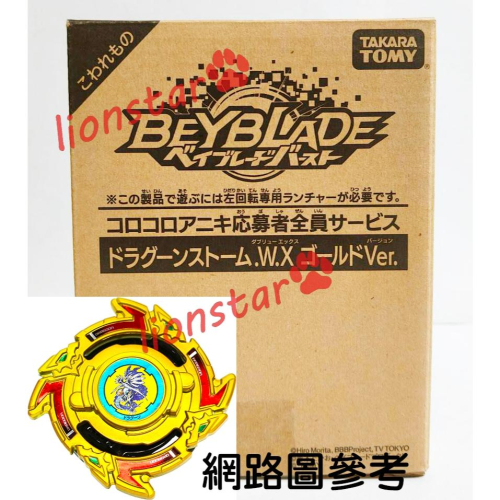 こわれもの
TAKARA TOMY
lionstar
BEYBLADE
ベイブレードバースト
※この製品で遊ぶには左回転専用ランチャーが必要です。
コロコロアニキ応募者全員サービス
ドラグーンストーム.W.X ゴールドVer.
lionstar
©Hiro Morita, BBBProject, TV TOKYO
網路圖參考